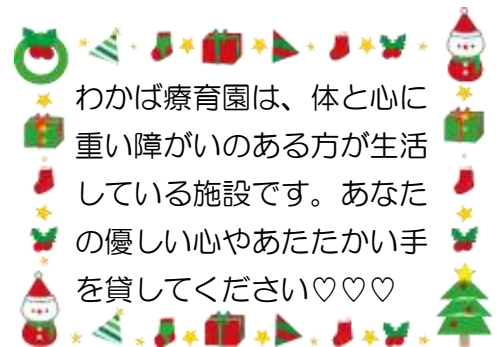 わかば療育園は、体と心に
重い障がいのある方が生活
している施設です。あなた
の優しい心やあたたかい手
を貸してください♡♡♡